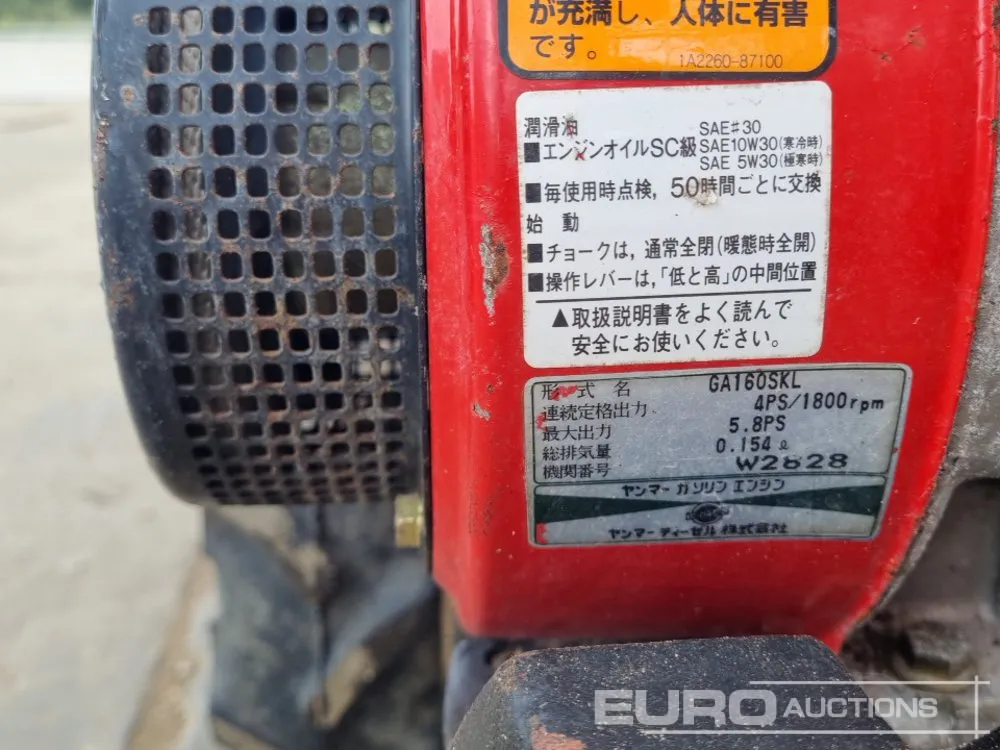 が充満し、人体に有害
です。
1A2260-87100
潤滑油
■エンジンオイルSC級
SAE♯30
SAE10W30(寒冷時)
SAE 5W30(極寒時)
■毎使用時点検, 50時間ごとに交換
始 動
■チョークは, 通常全閉(暖態時全開)
■操作レバーは,「低と高」の中間位置
▲取扱説明書をよく読んで
安全にお使いください。
形 式 名 GA160SKL
連続定格出力 4PS/1800rpm
最大出力 5.8PS
総排気量 0.154ℓ
機関番号 W2828
ヤンマー ガソリン エンジン
ヤンマー ディーゼル 株式会社
EURO AUCTIONS